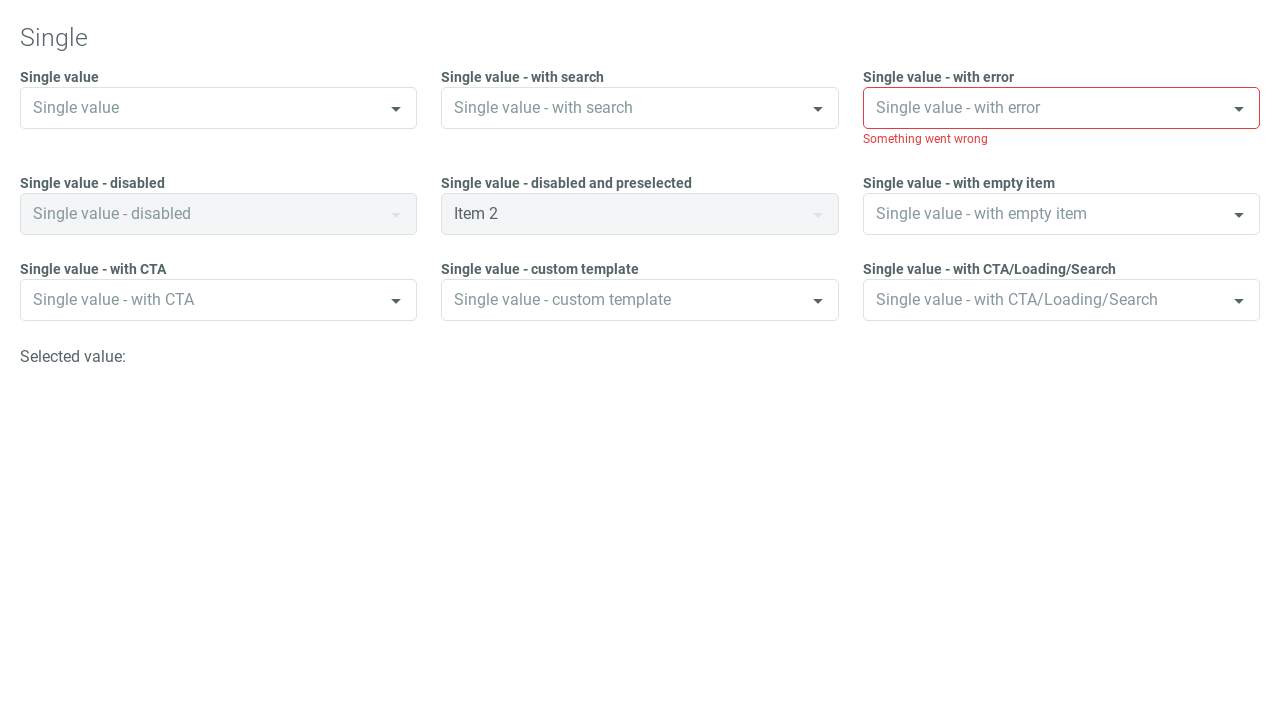 Single
Single value
Single value
Single value - with search
Single value - with search
Single value - with error
Single value - with error
Something went wrong
Single value - disabled
Single value - disabled
Single value - disabled and preselected
Item 2
Single value - with empty item
Single value - with empty item
Single value - with CTA
Single value - with CTA
Single value - custom template
Single value - custom template
Single value - with CTA/Loading/Search
Single value - with CTA/Loading/Search
Selected value: